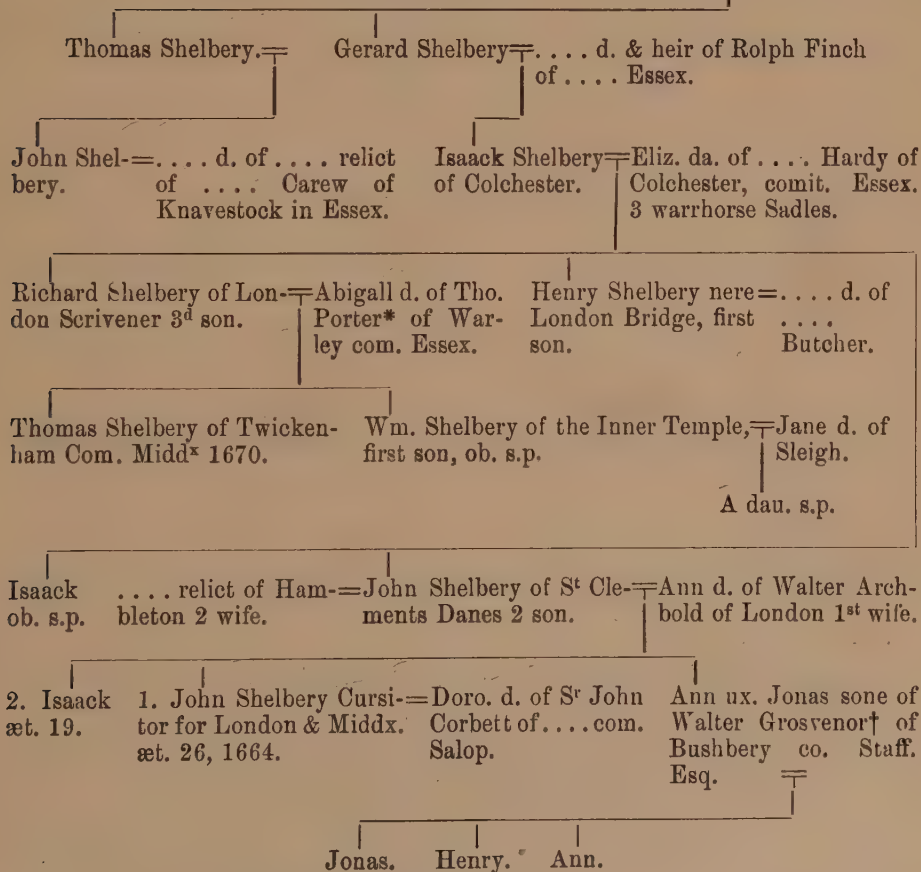 Thomas Shelbery.
Gerard Shelbery .... d. & heir of Rolph Finch
of .... Essex.
John Shel-=.... d. of .... relict
bery. of .... Carew of
Knavestock in Essex.
Isaack Shelbery
of Colchester.
Eliz. da. of .... Hardy of
Colchester, comit. Essex.
3 warrhorse Sadles.
Richard Shelbery of Lon-
don Scrivener 3d son.
Abigall d. of Tho.
Porter* of War-
ley com. Essex.
Henry Shelbery nere=.... d. of
London Bridge, first ....
son. Butcher.
Thomas Shelbery of Twicken-
ham Com. Middx 1670.
Wm. Shelbery of the Inner Temple,
first son, ob. s.p.
Jane d. of
Sleigh.
A dau. s.p.
Isaack
ob. s.p.
.... relict of Ham-=
bleton 2 wife.
John Shelbery of St Cle-
ments Danes 2 son.
Ann d. of Walter Arch-
bold of London 1st wife.
2. Isaack
æt. 19.
1. John Shelbery Cursi-=
tor for London & Middx.
æt. 26, 1664.
Doro. d. of Sr John
Corbett of....com.
Salop.
Ann ux. Jonas sone of
Walter Grosvenor† of
Bushbery co. Staff.
Esq.
Jonas. Henry. Ann.